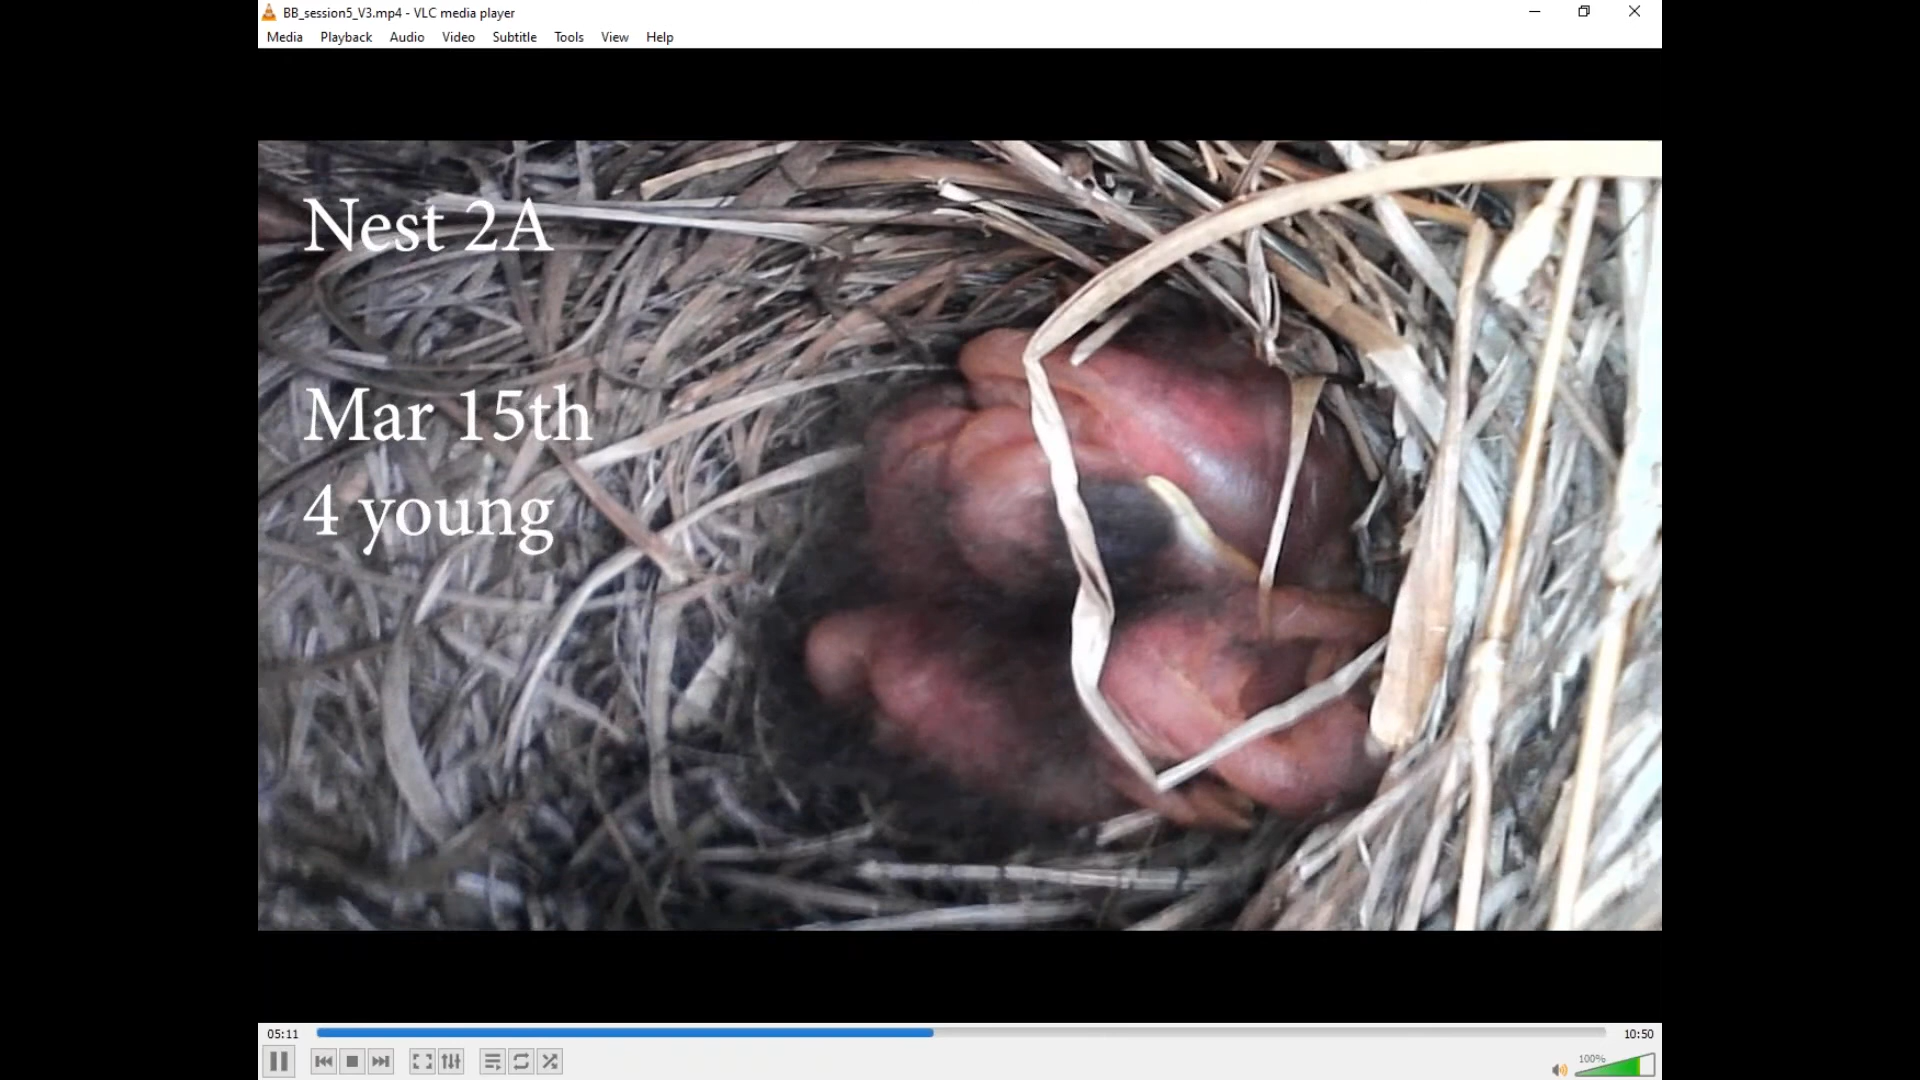 BB_session5_V3.mp4 - VLC media player
Media Playback Audio Video Subtitle Tools View Help
Nest 2A
Mar 15th
4 young
05:11
10:50
100%